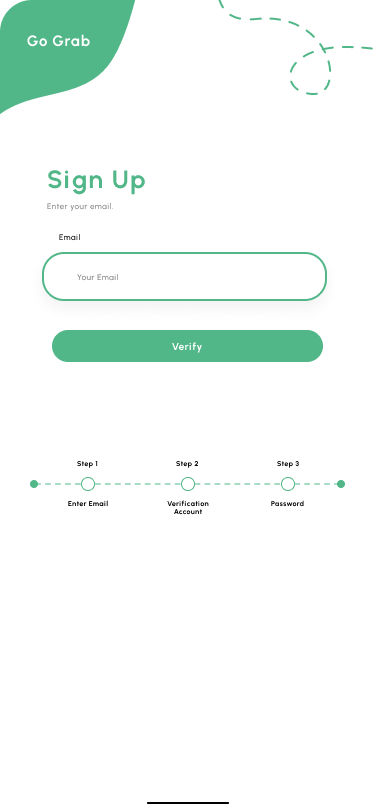 Go Grab
Sign Up
Enter your email.
Email
Your Email
Verify
Step 1
Step 2
Step 3
Enter Email
Verification
Account
Password